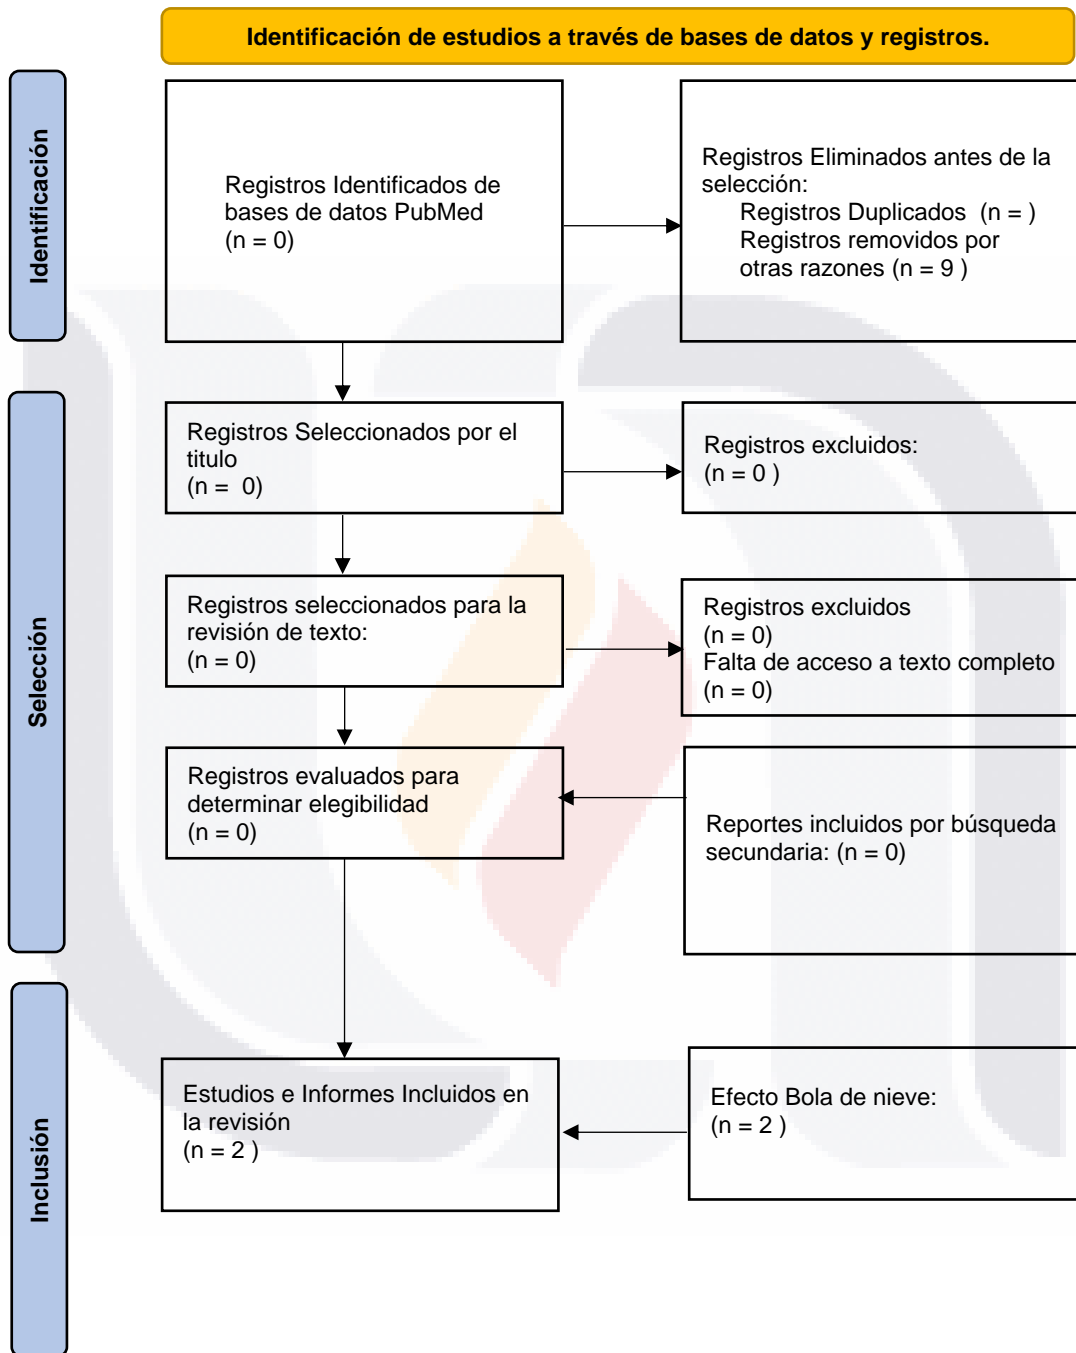 Identificación de estudios a través de bases de datos y registros.
Identificación
Registros Identificados de
bases de datos PubMed
(n = 0)
Registros Eliminados antes de la
selección:
Registros Duplicados (n = )
Registros removidos por
otras razones (n = 9 )
Selección
Registros Seleccionados por el
titulo
(n = 0)
Registros excluidos:
(n = 0 )
Registros seleccionados para la
revisión de texto:
(n = 0)
Registros excluidos
(n = 0)
Falta de acceso a texto completo
(n = 0)
Registros evaluados para
determinar elegibilidad
(n = 0)
Reportes incluidos por búsqueda
secundaria: (n = 0)
Inclusión
Estudios e Informes Incluidos en
la revisión
(n = 2 )
Efecto Bola de nieve:
(n = 2 )